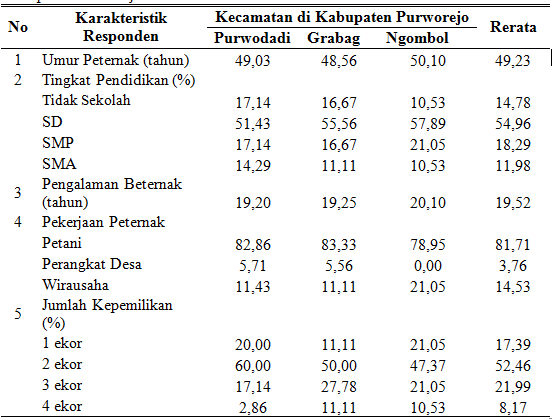 No Karakteristik Responden Kecamatan di Kabupaten Purworejo Rerata
Purwodadi Grabag Ngombol
1 Umur Peternak (tahun) 49,03 48,56 50,10 49,23
2 Tingkat Pendidikan (%)
Tidak Sekolah 17,14 16,67 10,53 14,78
SD 51,43 55,56 57,89 54,96
SMP 17,14 16,67 21,05 18,29
SMA 14,29 11,11 10,53 11,98
3 Pengalaman Beternak
(tahun) 19,20 19,25 20,10 19,52
4 Pekerjaan Peternak
Petani 82,86 83,33 78,95 81,71
Perangkat Desa 5,71 5,56 0,00 3,76
Wirausaha 11,43 11,11 21,05 14,53
5 Jumlah Kepemilikan
(%)
1 ekor 20,00 11,11 21,05 17,39
2 ekor 60,00 50,00 47,37 52,46
3 ekor 17,14 27,78 21,05 21,99
4 ekor 2,86 11,11 10,53 8,17